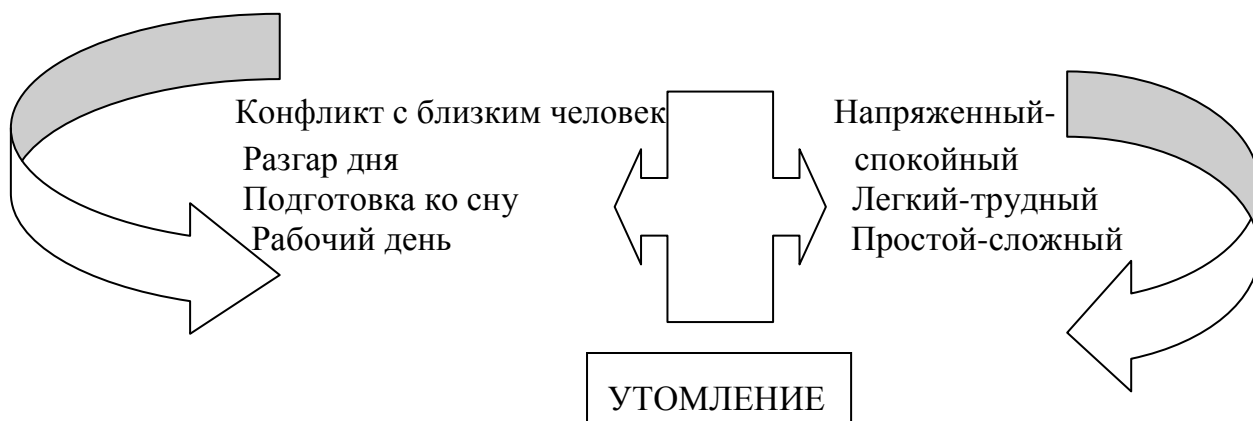 Конфликт с близким человек
Разгар дня
Подготовка ко сну
Рабочий день
Напряженный-
спокойный
Легкий-трудный
Простой-сложный
УТОМЛЕНИЕ